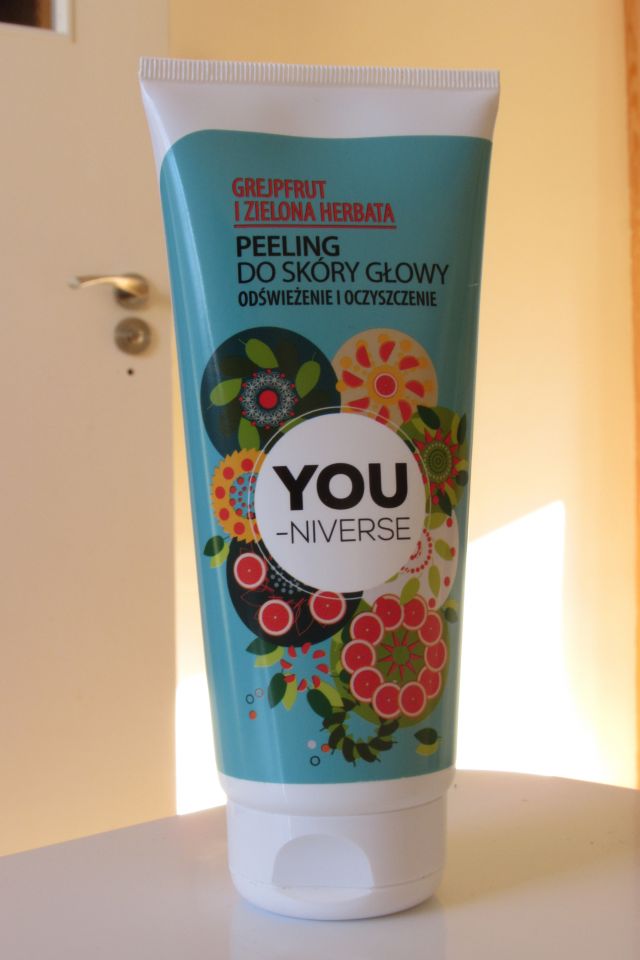 GREJPFRUT
I ZIELONA HERBATA
PEELING
DO SKÓRY GŁOWY
ODŚWIEŻENIE I OCZYSZCZENIE
YOU
-NIVERSE